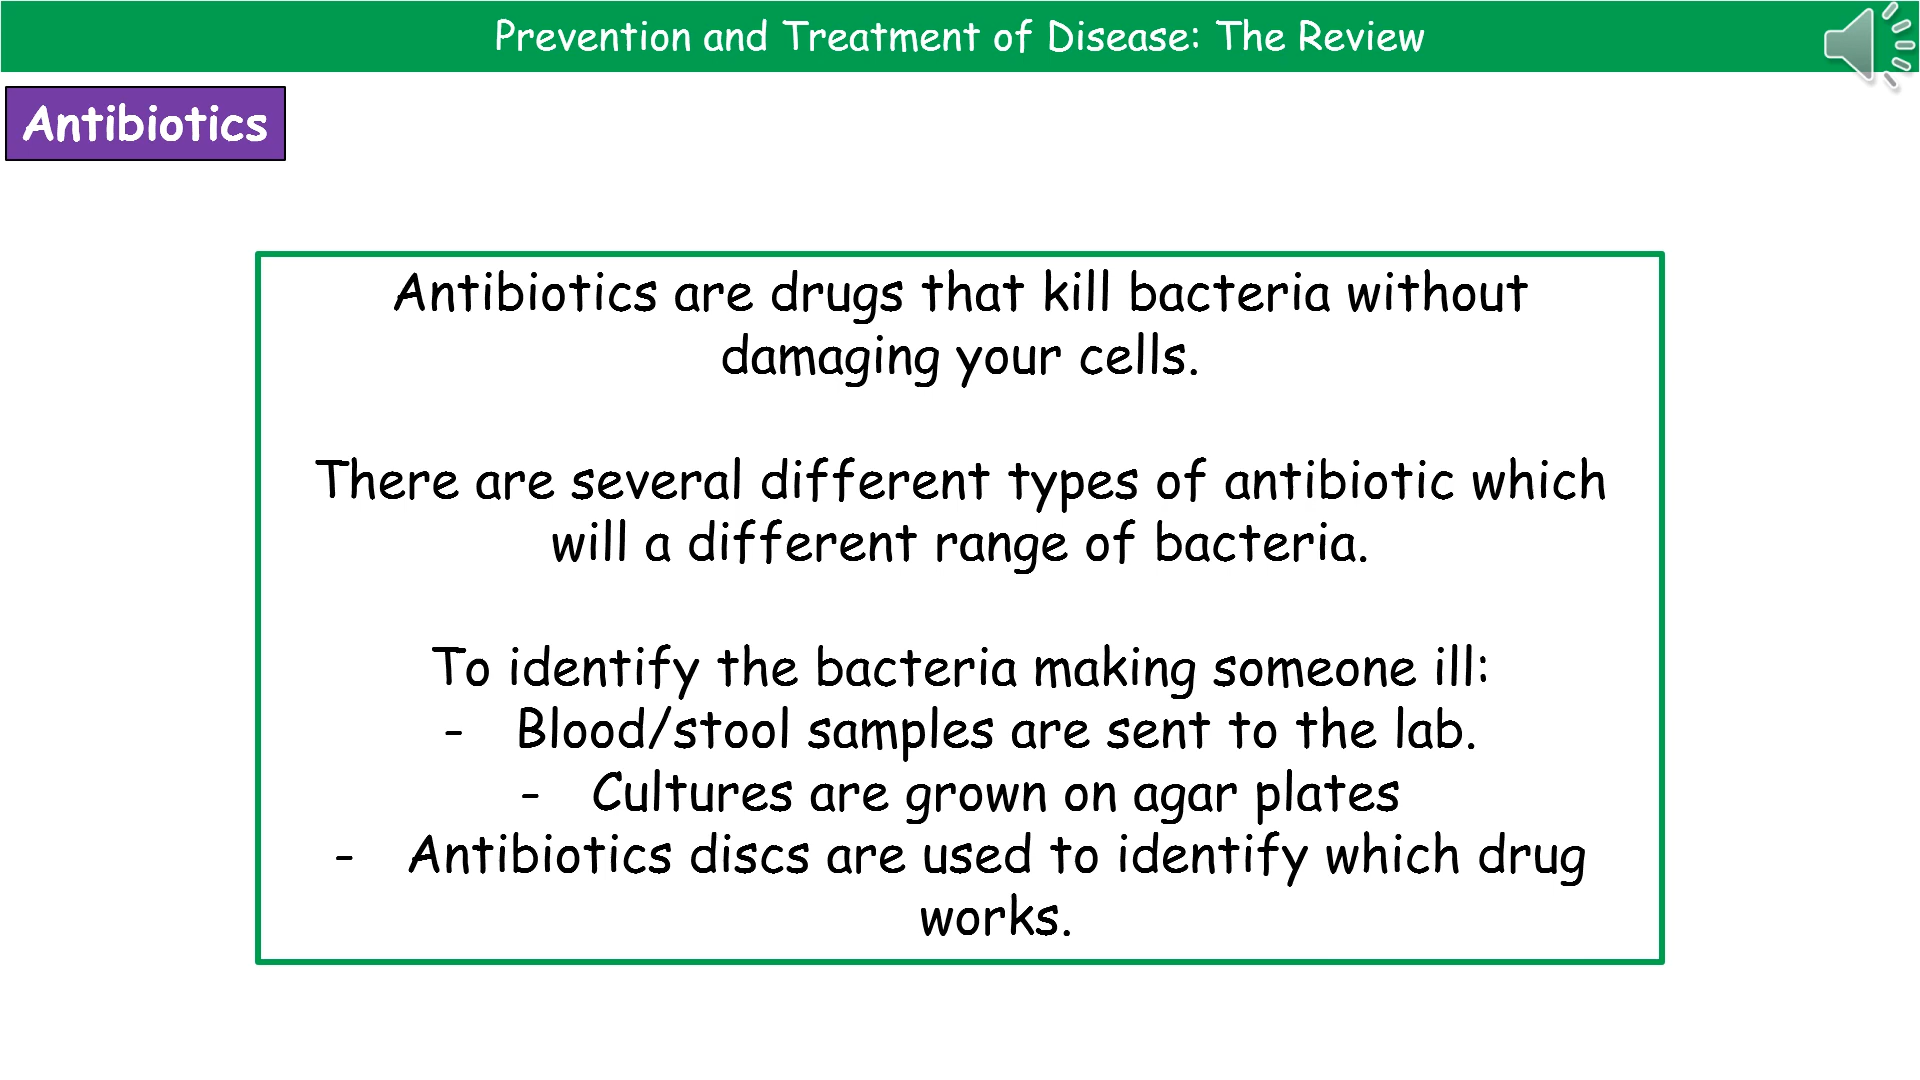 Prevention and Treatment of Disease: The Review
Antibiotics
Antibiotics are drugs that kill bacteria without
damaging your cells.
There are several different types of antibiotic which
will a different range of bacteria.
To identify the bacteria making someone ill:
- Blood/stool samples are sent to the lab.
- Cultures are grown on agar plates
- Antibiotics discs are used to identify which drug
works.